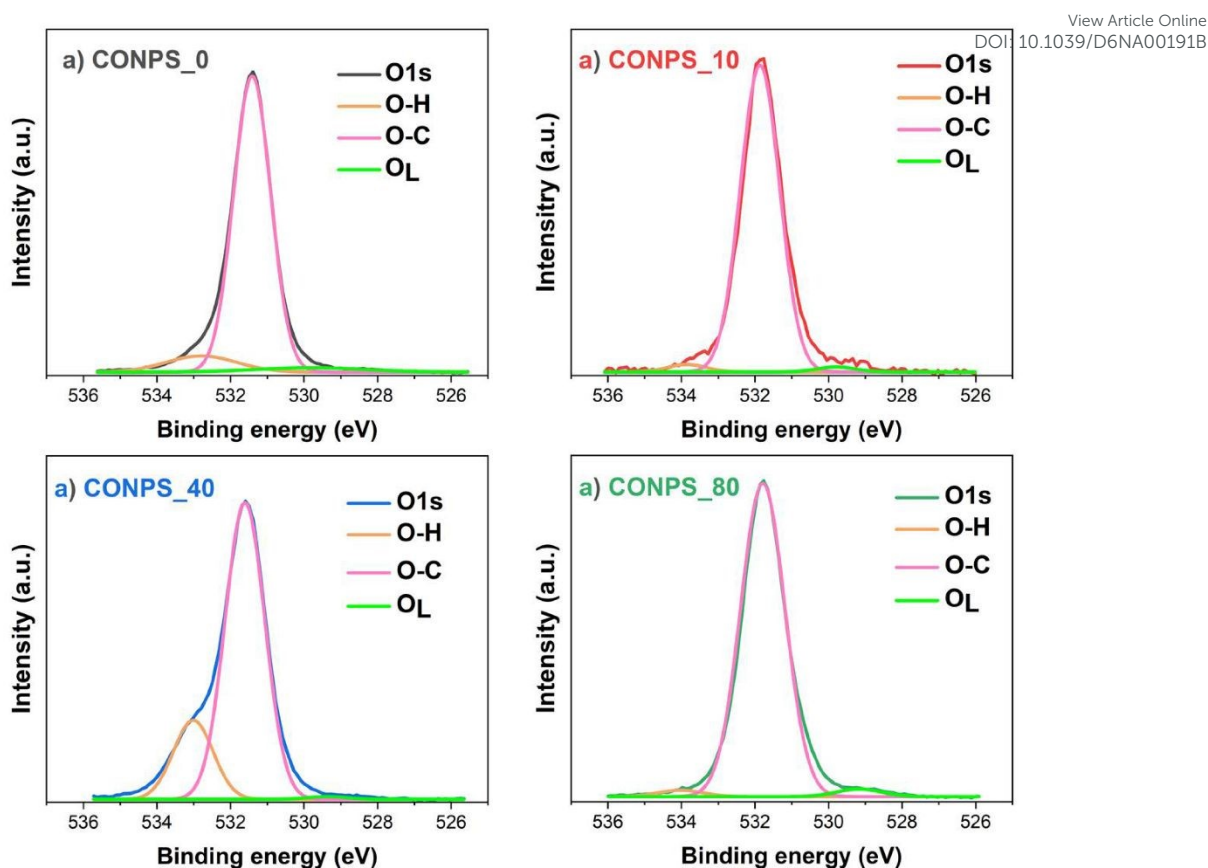 View Article Online
DOI: 10.1039/D6NA00191B
a) CONPS_0
O1s
O-H
O-C
OL
Intensity (a.u.)
536 534 532 530 528 526
Binding energy (eV)
a) CONPS_10
O1s
O-H
O-C
OL
Intensitry (a.u.)
536 534 532 530 528 526
Binding energy (eV)
a) CONPS_40
O1s
O-H
O-C
OL
Intensity (a.u.)
536 534 532 530 528 526
Binding energy (eV)
a) CONPS_80
O1s
O-H
O-C
OL
Intensity (a.u.)
536 534 532 530 528 526
Binding energy (eV)